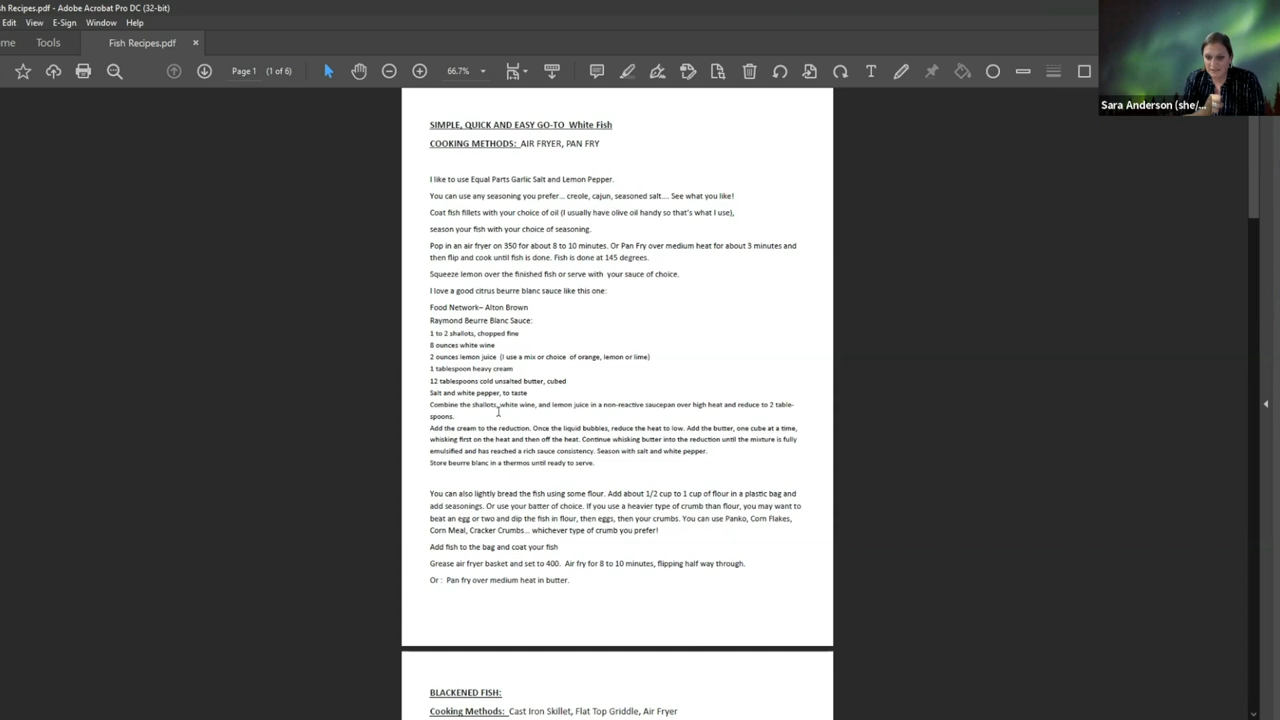 sh Recipes.pdf - Adobe Acrobat Pro DC (32-bit)
Edit View E-Sign Window Help
me Tools Fish Recipes.pdf ×
Page 1 (1 of 6) 66.7%
Sara Anderson (she/...
SIMPLE, QUICK AND EASY GO-TO White Fish
COOKING METHODS: AIR FRYER, PAN FRY
I like to use Equal Parts Garlic Salt and Lemon Pepper.
You can use any seasoning you prefer... creole, cajun, seasoned salt.... See what you like!
Coat fish fillets with your choice of oil (I usually have olive oil handy so that's what I use),
season your fish with your choice of seasoning.
Pop in an air fryer on 350 for about 8 to 10 minutes. Or Pan Fry over medium heat for about 3 minutes and
then flip and cook until fish is done. Fish is done at 145 degrees.
Squeeze lemon over the finished fish or serve with your sauce of choice.
I love a good citrus beurre blanc sauce like this one:
Food Network– Alton Brown
Raymond Beurre Blanc Sauce:
1 to 2 shallots, chopped fine
8 ounces white wine
2 ounces lemon juice (I use a mix or choice of orange, lemon or lime)
1 tablespoon heavy cream
12 tablespoons cold unsalted butter, cubed
Salt and white pepper, to taste
Combine the shallots, white wine, and lemon juice in a non-reactive saucepan over high heat and reduce to 2 table-
spoons.
Add the cream to the reduction. Once the liquid bubbles, reduce the heat to low. Add the butter, one cube at a time,
whisking first on the heat and then off the heat. Continue whisking butter into the reduction until the mixture is fully
emulsified and has reached a rich sauce consistency. Season with salt and white pepper.
Store beurre blanc in a thermos until ready to serve.
You can also lightly bread the fish using some flour. Add about 1/2 cup to 1 cup of flour in a plastic bag and
add seasonings. Or use your batter of choice. If you use a heavier type of crumb than flour, you may want to
beat an egg or two and dip the fish in flour, then eggs, then your crumbs. You can use Panko, Corn Flakes,
Corn Meal, Cracker Crumbs... whichever type of crumb you prefer!
Add fish to the bag and coat your fish
Grease air fryer basket and set to 400. Air fry for 8 to 10 minutes, flipping half way through.
Or : Pan fry over medium heat in butter.
BLACKENED FISH:
Cooking Methods: Cast Iron Skillet, Flat Top Griddle, Air Fryer